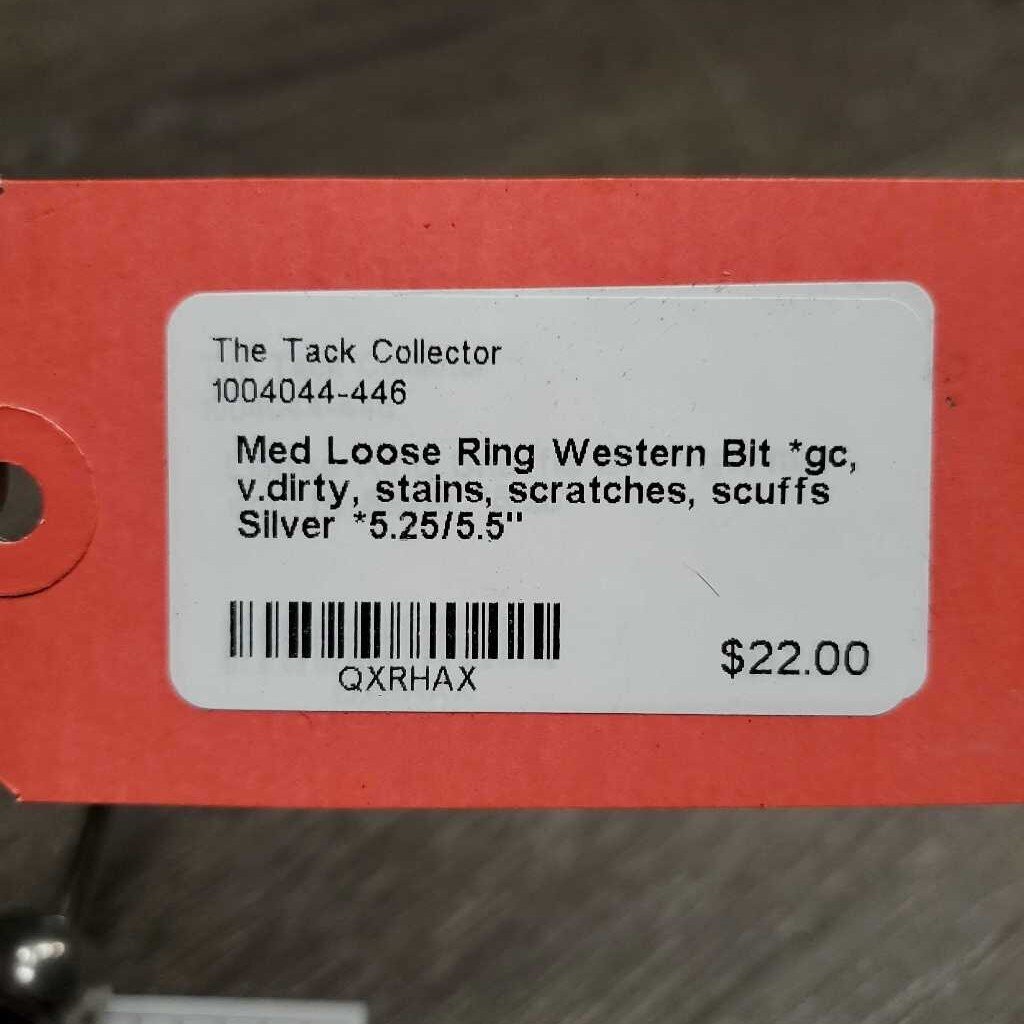 The Tack Collector
1004044-446
Med Loose Ring Western Bit *gc,
v.dirty, stains, scratches, scuffs
Silver *5.25/5.5"
QXRHAX
$22.00